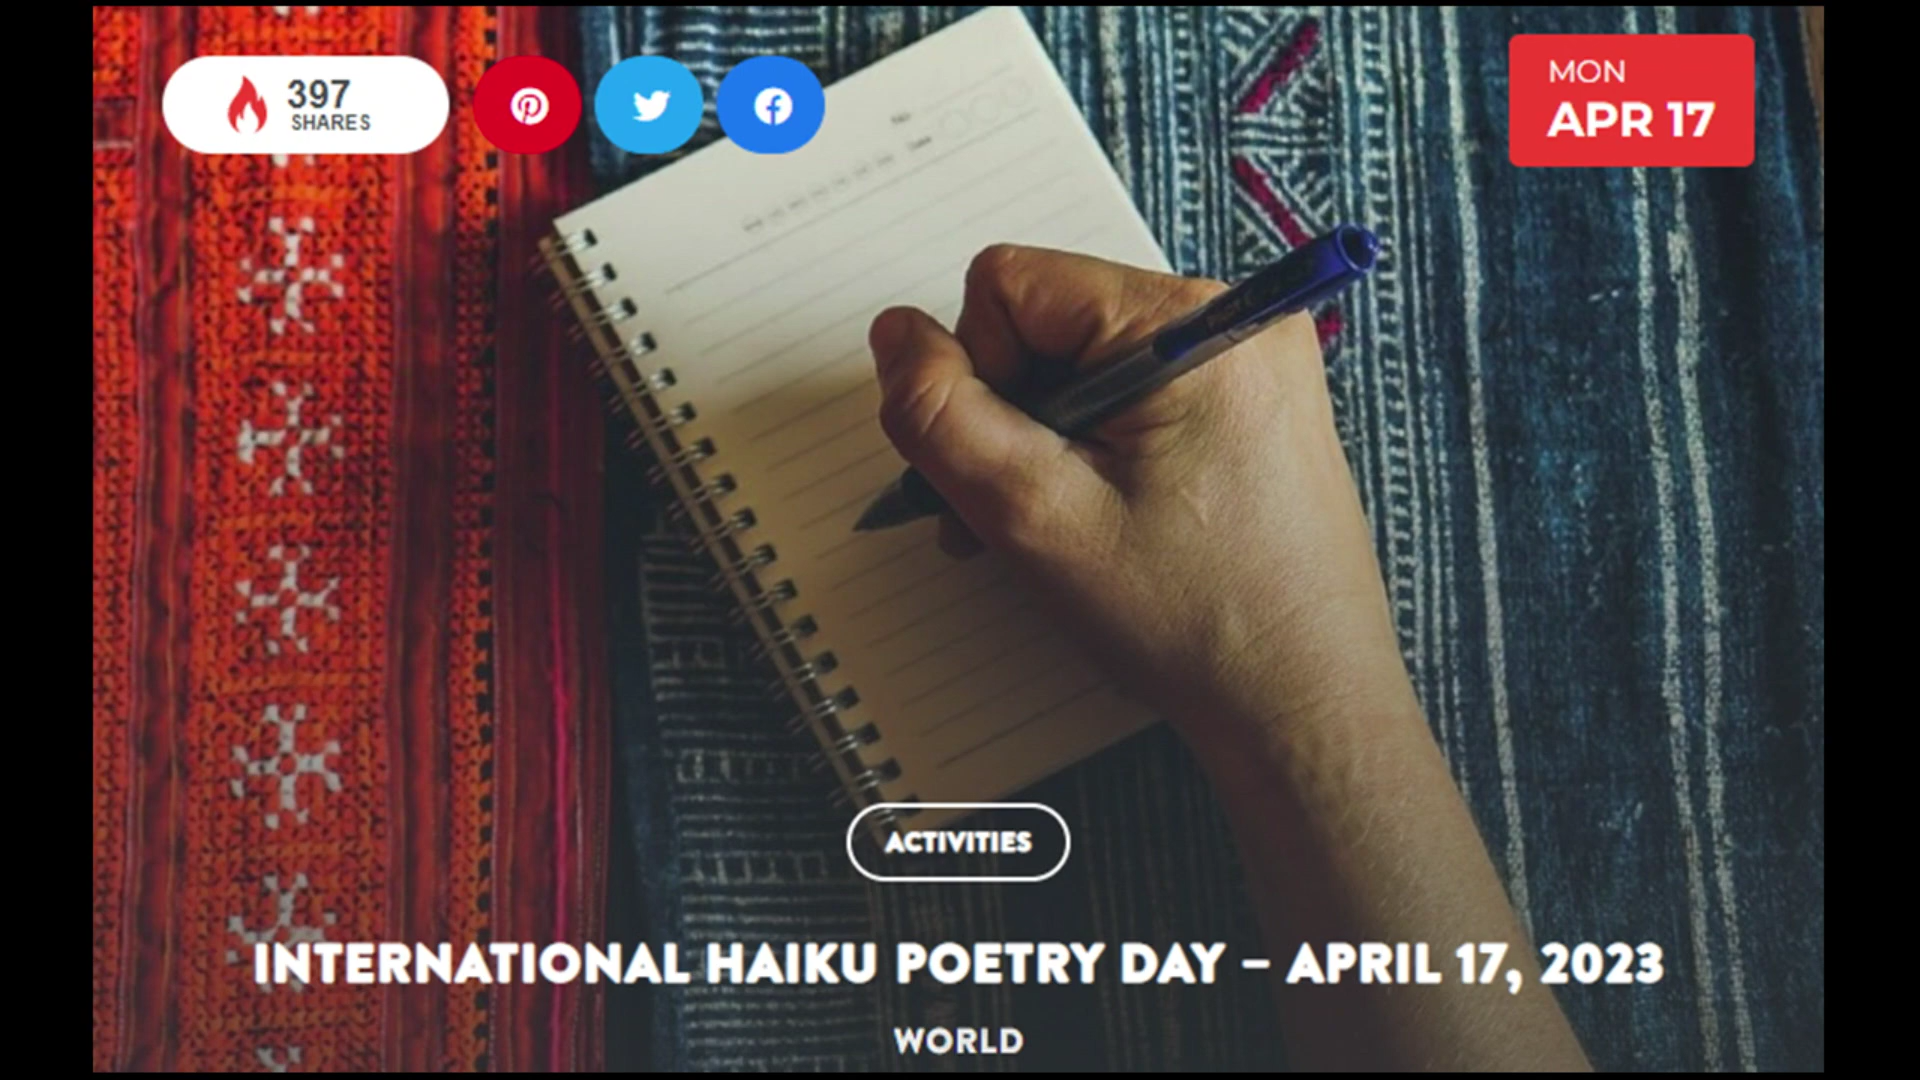 397
SHARES
MON
APR 17
ACTIVITIES
INTERNATIONAL HAIKU POETRY DAY – APRIL 17, 2023
WORLD